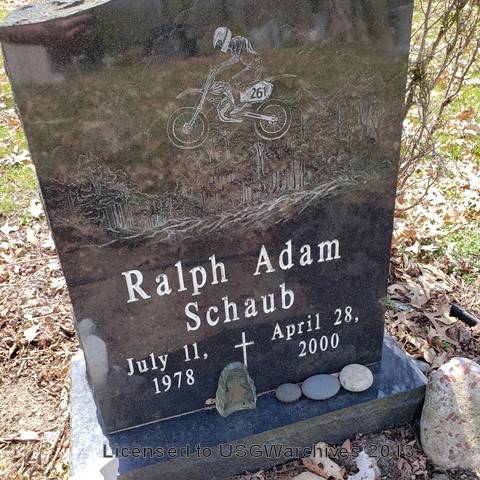 261
Ralph Adam
Schaub
July 11,
1978
April 28,
2000
Licensed to USGWarchives 2013